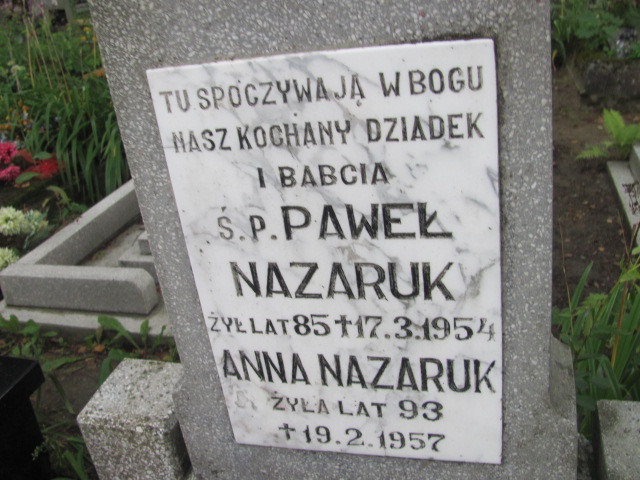 TU SPOCZYWAJĄ W BOGU
NASZ KOCHANY DZIADEK
I BABCIA
Ś.P. PAWEŁ
NAZARUK
ŻYŁ LAT 85 ✝ 17.3.1954
ANNA NAZARUK
ŻYŁA LAT 93
✝ 19.2.1957